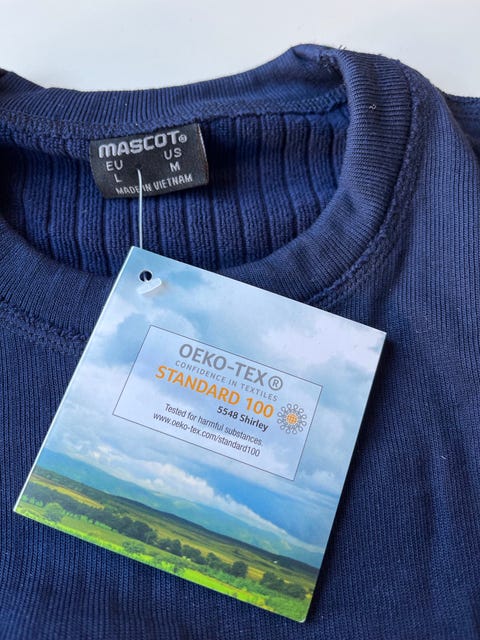 MASCOT®
EU US
L M
MADE IN VIETNAM
OEKO-TEX®
CONFIDENCE IN TEXTILES
STANDARD 100
5548 Shirley
Tested for harmful substances.
www.oeko-tex.com/standard100